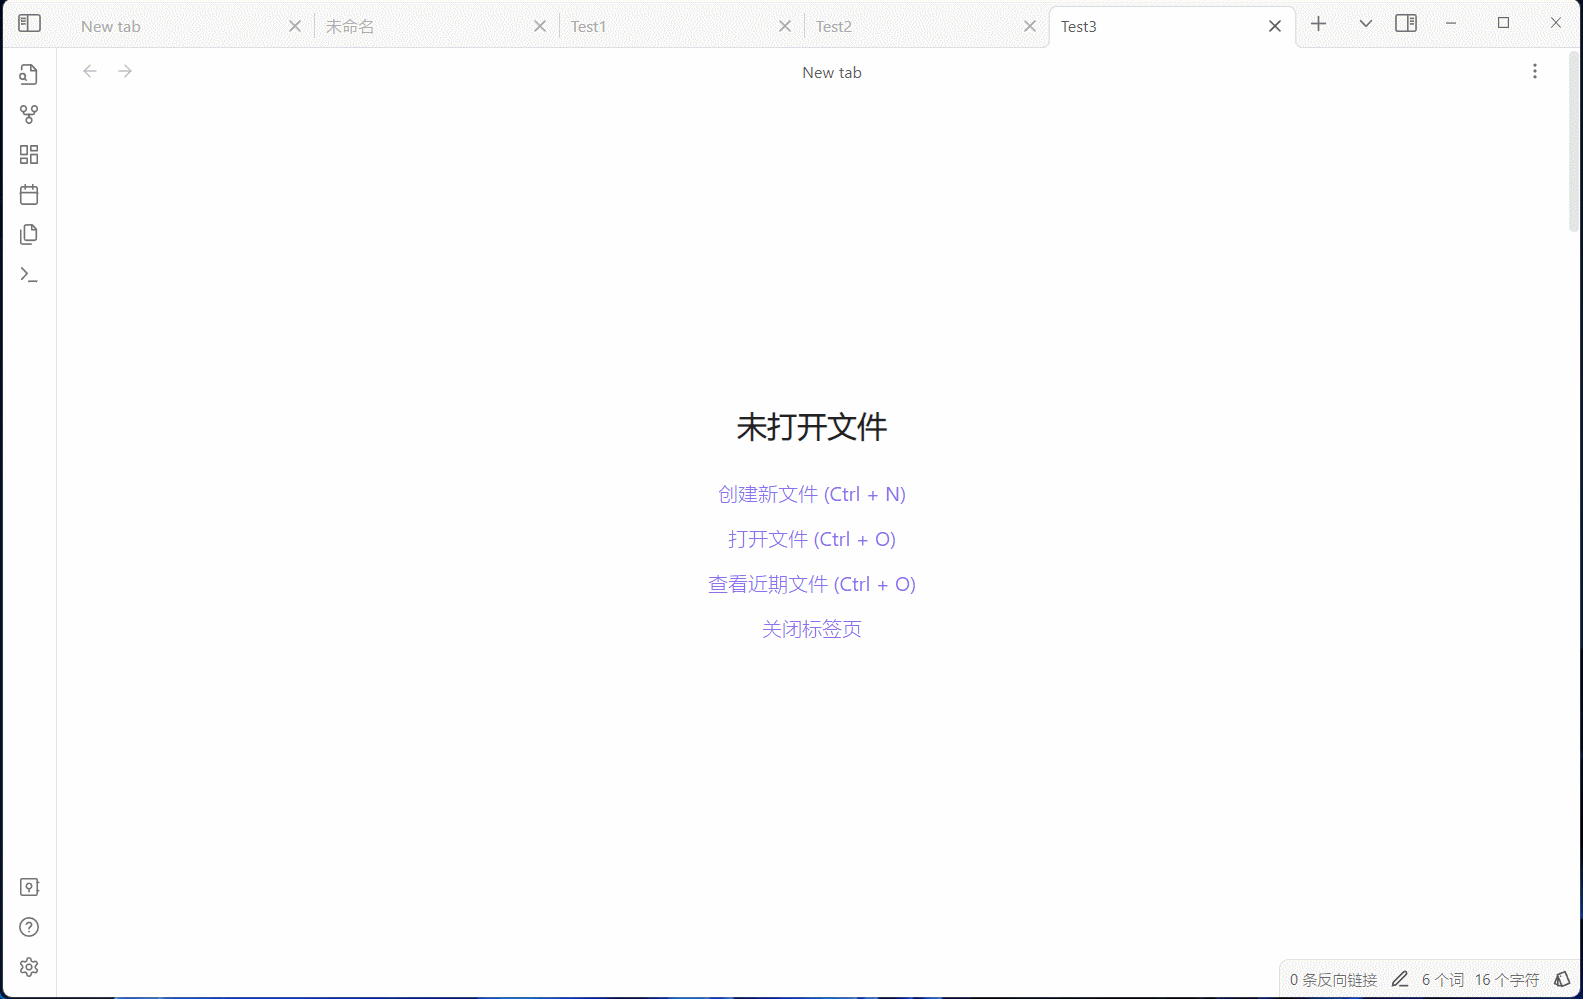 New tab
未命名
Test1
Test2
Test3
New tab
未打开文件
创建新文件 (Ctrl + N)
打开文件 (Ctrl + O)
查看近期文件 (Ctrl + O)
关闭标签页
0 条反向链接 6 个词 16 个字符